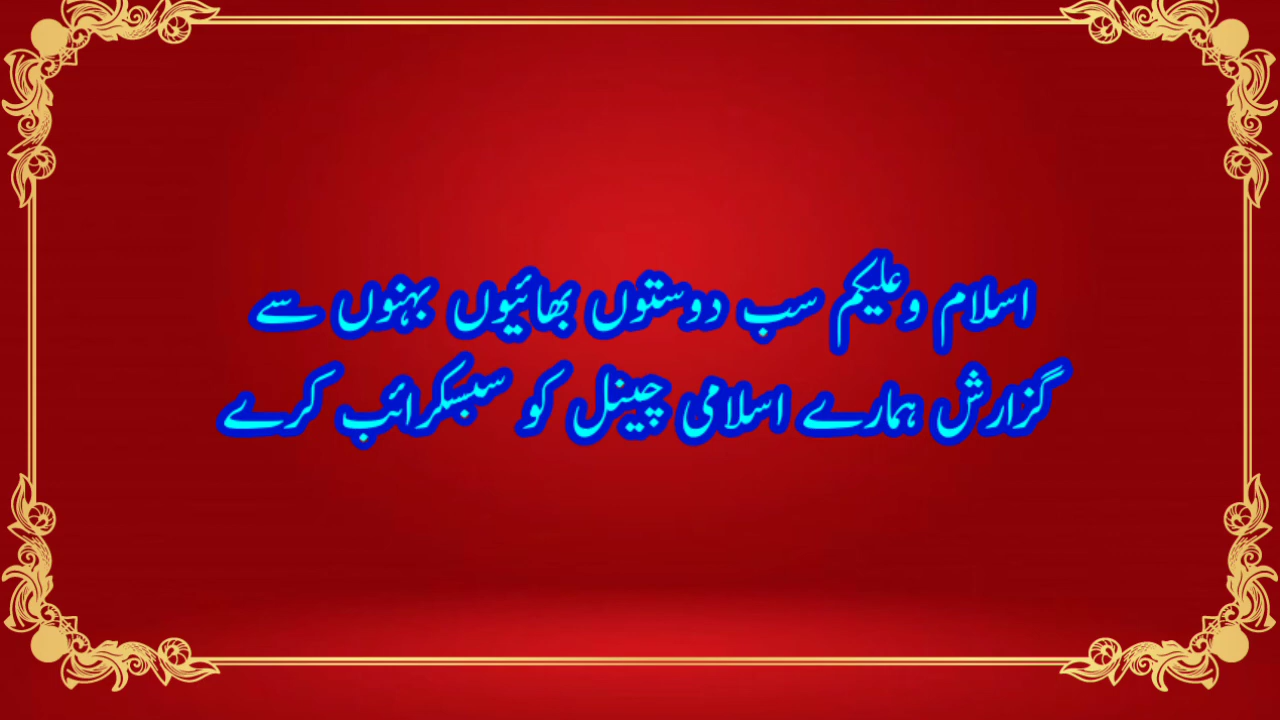 اسلام وعلیکم سب دوستوں بھائیوں بہنوں سے
گزارش ہمارے اسلامی چینل کو سبسکرائب کرے